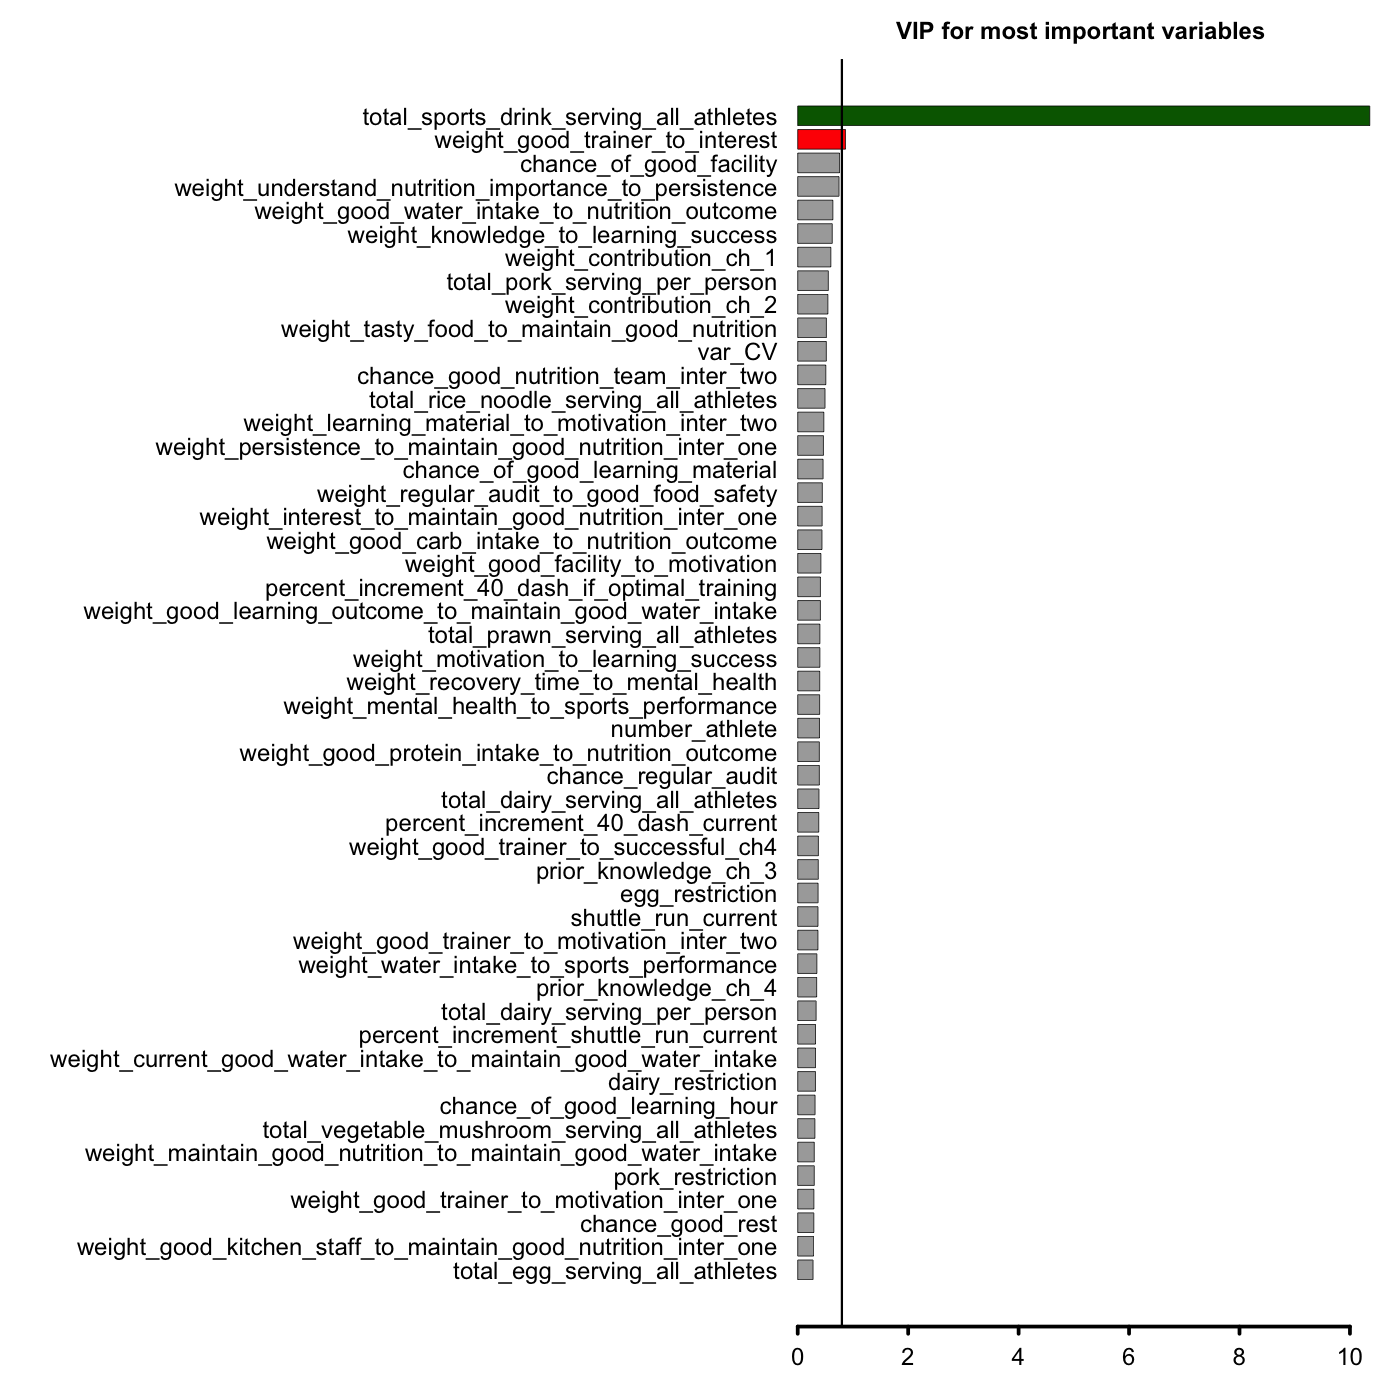 VIP for most important variables
total_sports_drink_serving_all_athletes
weight_good_trainer_to_interest
chance_of_good_facility
weight_understand_nutrition_importance_to_persistence
weight_good_water_intake_to_nutrition_outcome
weight_knowledge_to_learning_success
weight_contribution_ch_1
total_pork_serving_per_person
weight_contribution_ch_2
weight_tasty_food_to_maintain_good_nutrition
var_CV
chance_good_nutrition_team_inter_two
total_rice_noodle_serving_all_athletes
weight_learning_material_to_motivation_inter_two
weight_persistence_to_maintain_good_nutrition_inter_one
chance_of_good_learning_material
weight_regular_audit_to_good_food_safety
weight_interest_to_maintain_good_nutrition_inter_one
weight_good_carb_intake_to_nutrition_outcome
weight_good_facility_to_motivation
percent_increment_40_dash_if_optimal_training
weight_good_learning_outcome_to_maintain_good_water_intake
total_prawn_serving_all_athletes
weight_motivation_to_learning_success
weight_recovery_time_to_mental_health
weight_mental_health_to_sports_performance
number_athlete
weight_good_protein_intake_to_nutrition_outcome
chance_regular_audit
total_dairy_serving_all_athletes
percent_increment_40_dash_current
weight_good_trainer_to_successful_ch4
prior_knowledge_ch_3
egg_restriction
shuttle_run_current
weight_good_trainer_to_motivation_inter_two
weight_water_intake_to_sports_performance
prior_knowledge_ch_4
total_dairy_serving_per_person
percent_increment_shuttle_run_current
weight_current_good_water_intake_to_maintain_good_water_intake
dairy_restriction
chance_of_good_learning_hour
total_vegetable_mushroom_serving_all_athletes
weight_maintain_good_nutrition_to_maintain_good_water_intake
pork_restriction
weight_good_trainer_to_motivation_inter_one
chance_good_rest
weight_good_kitchen_staff_to_maintain_good_nutrition_inter_one
total_egg_serving_all_athletes
0 2 4 6 8 10